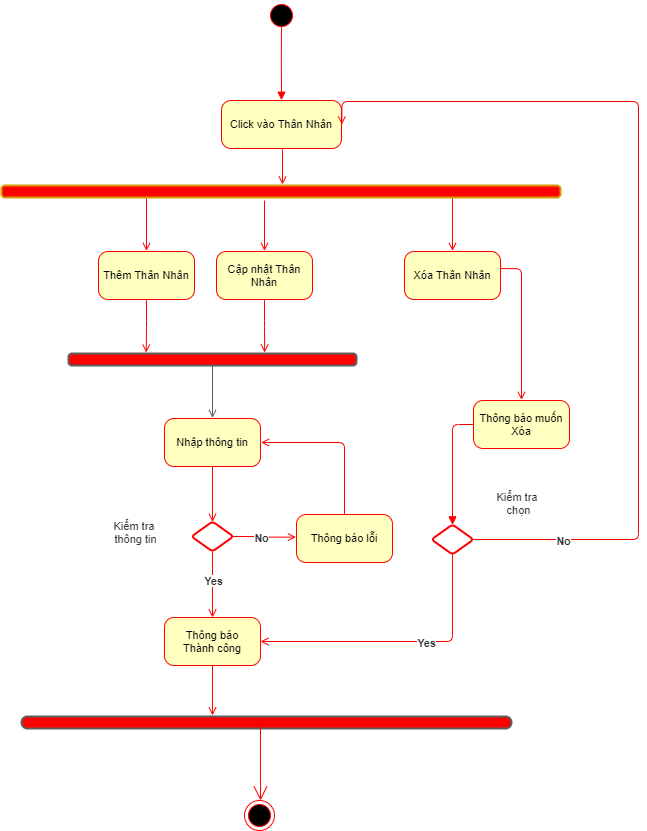 Click vào Thân Nhân
Thêm Thân Nhân
Cập nhật Thân
Nhân
Xóa Thân Nhân
Thông báo muốn
Xóa
Nhập thông tin
Kiểm tra
chọn
Kiểm tra
thông tin
No
Thông báo lỗi
No
Yes
Thông báo
Thành công
Yes